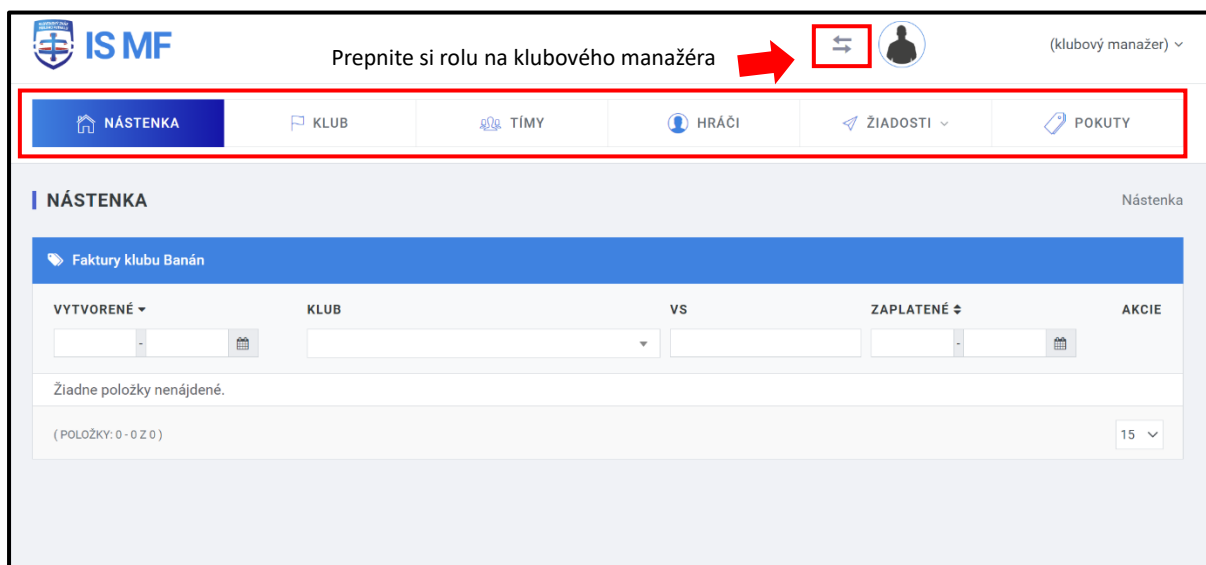 IS MF
Prepnite si rolu na klubového manažéra
(klubový manažer)
NÁSTENKA KLUB TÍMY HRÁČI ŽIADOSTI POKUTY
NÁSTENKA Nástenka
Faktury klubu Banán
VYTVORENÉ KLUB VS ZAPLATENÉ AKCIE
- -
Žiadne položky nenájdené.
( POLOŽKY: 0 - 0 Z 0 ) 15